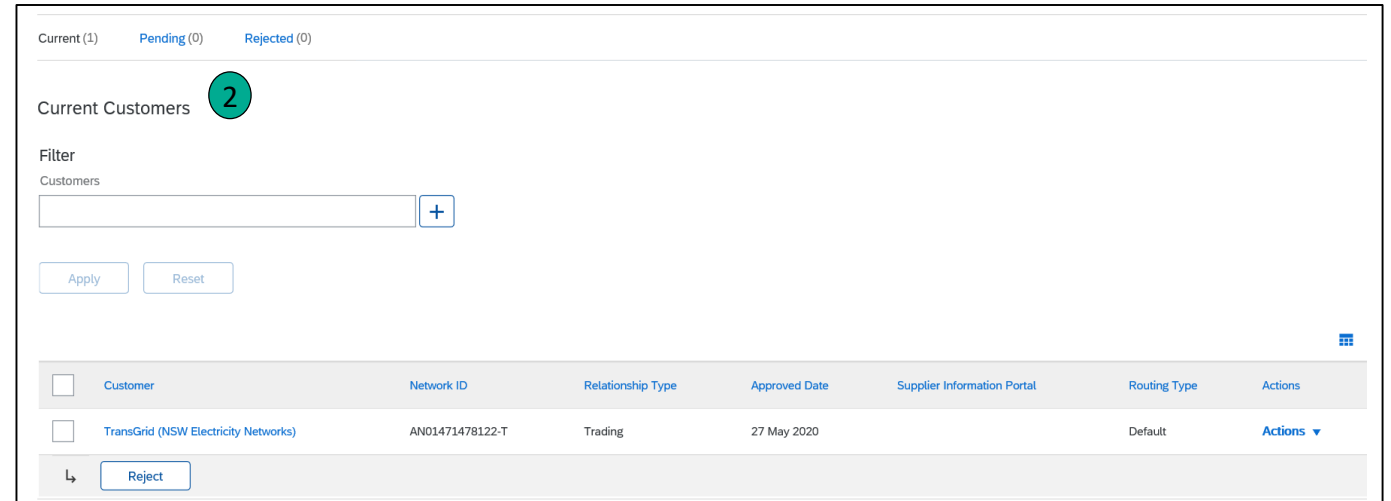 Current (1) Pending (0) Rejected (0)
Current Customers 2
Filter
Customers
+
Apply Reset
Customer Network ID Relationship Type Approved Date Supplier Information Portal Routing Type Actions
TransGrid (NSW Electricity Networks) AN01471478122-T Trading 27 May 2020 Default Actions ▼
Reject